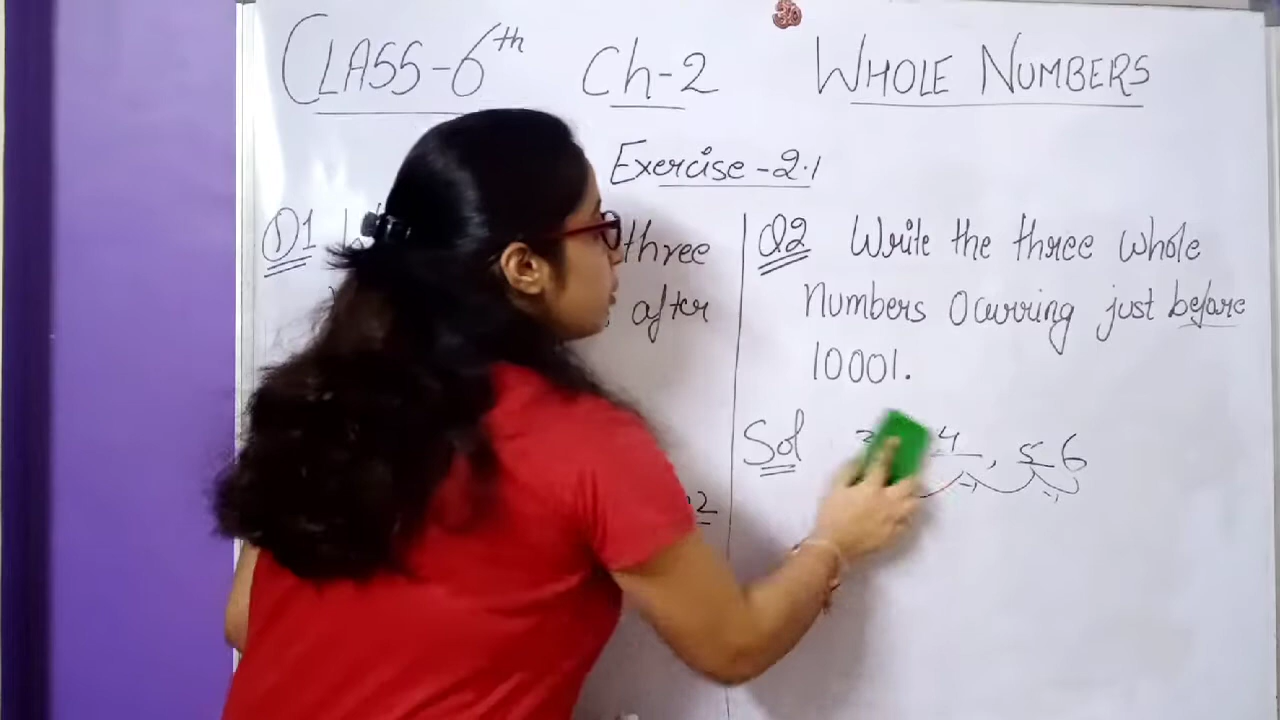 CLASS-6th Ch-2 WHOLE NUMBERS
Exercise-2.1
Q1 three
after
Q2 Write the three whole
Numbers Ocurring just before
10001.
Sol 4, 5 6
2